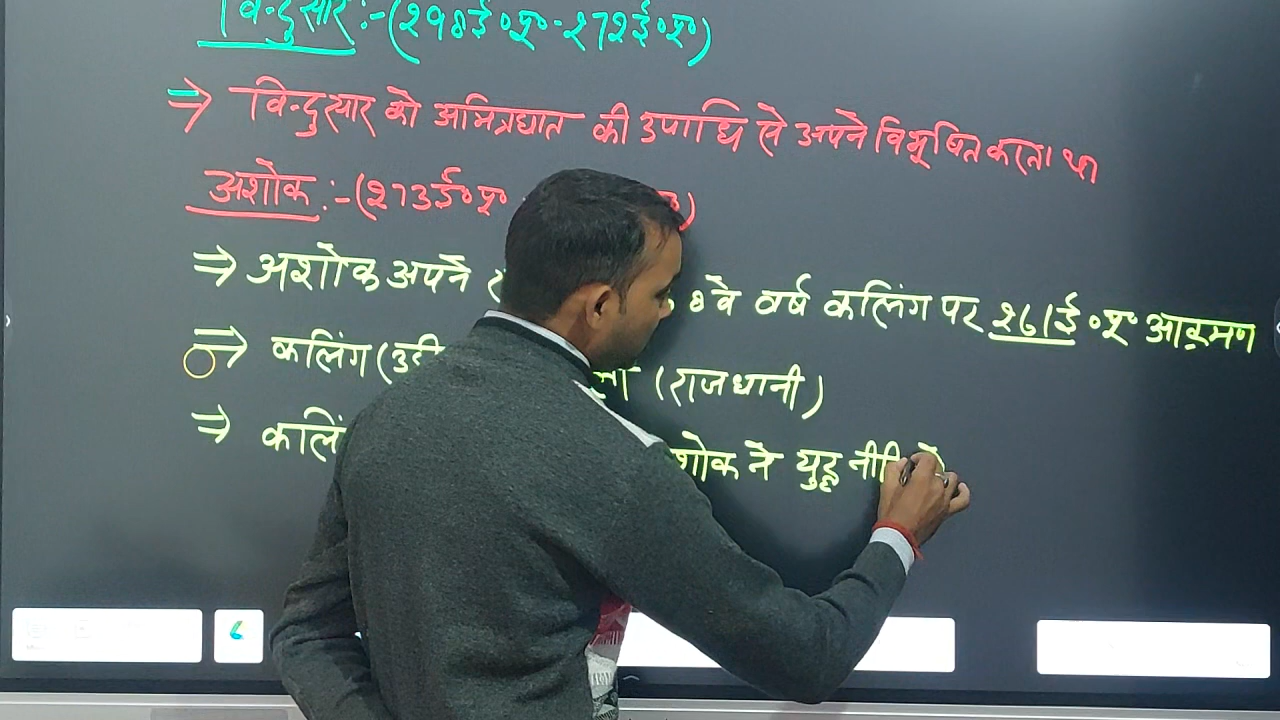 विन्दुसार:-(298ई०पू०-272ई०पू०)
⇒ विन्दुसार को अमित्रघात की उपाधि से अपने विभूषित करता था
अशोक:-(273ई०पू० )
⇒ अशोक अपने 8वे वर्ष कलिंग पर 261ई०पू० आक्रमण
⇒ कलिंग (राजधानी)
⇒ ने युद्ध